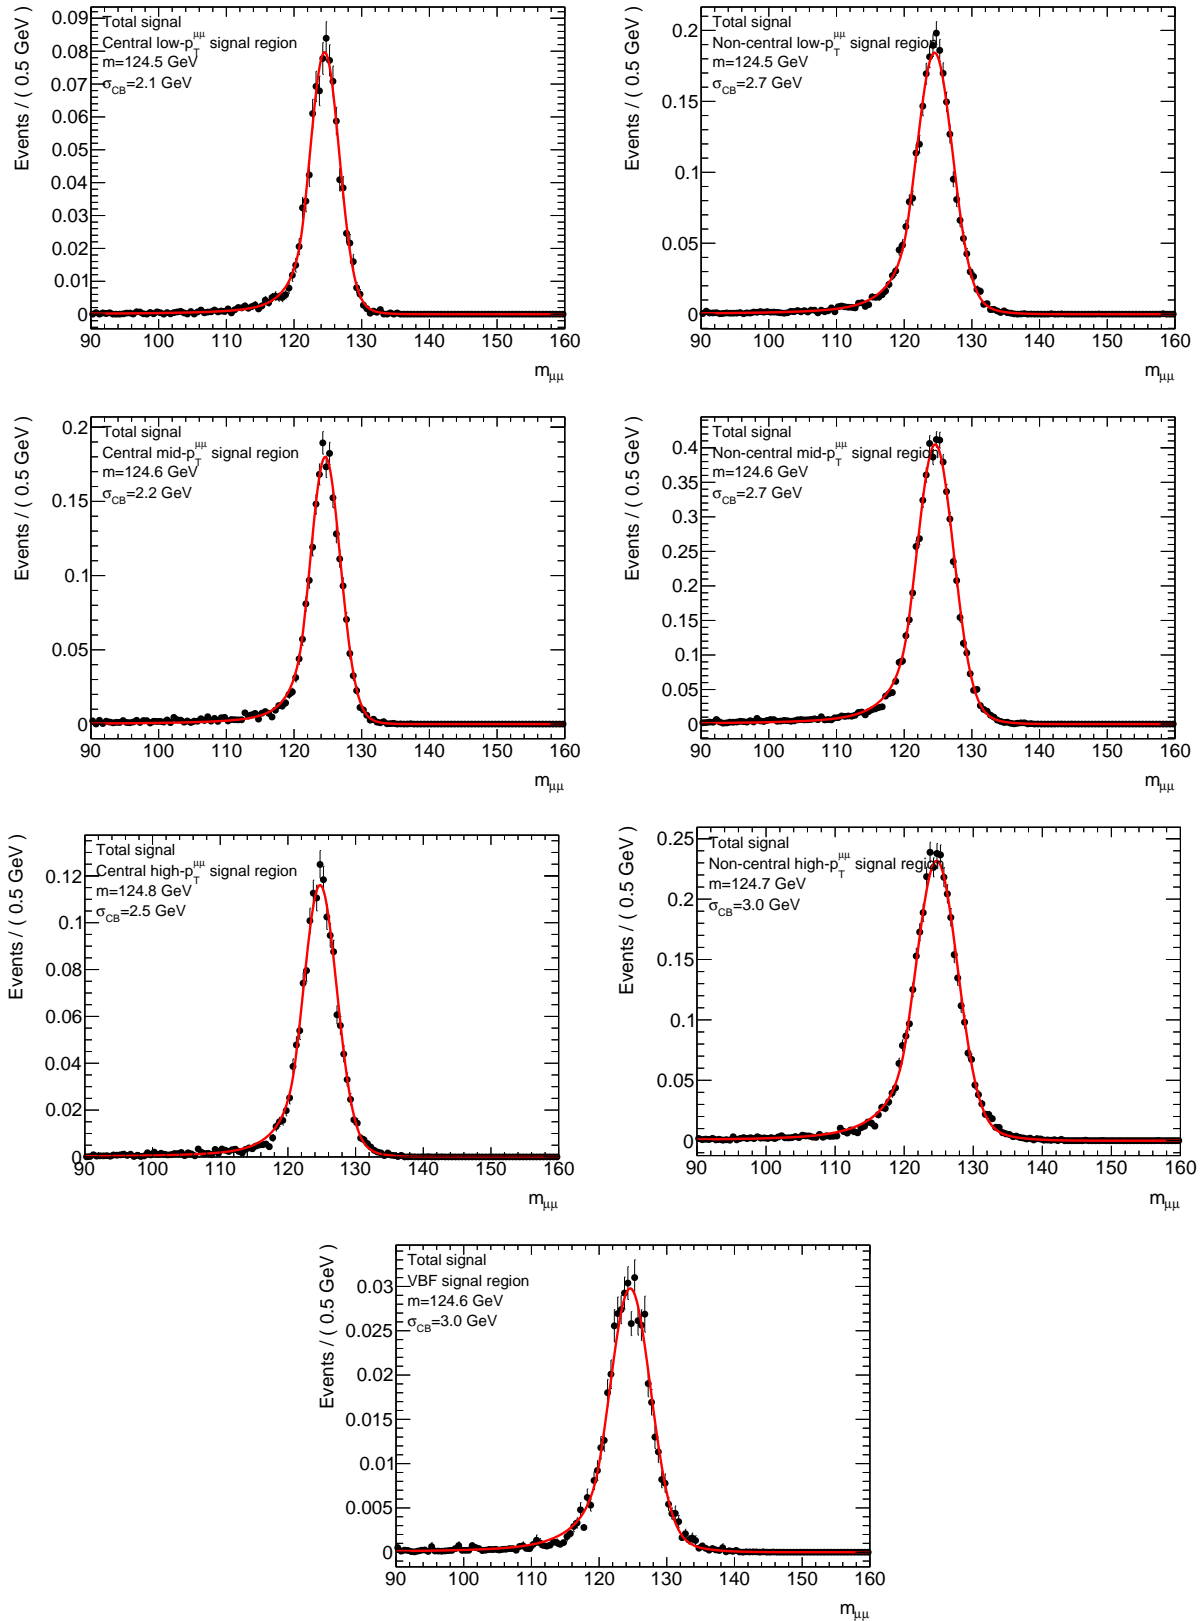 Total signal
Central low-p_T^μμ signal region
m=124.5 GeV
σ_CB=2.1 GeV
Events / ( 0.5 GeV )
0.09
0.08
0.07
0.06
0.05
0.04
0.03
0.02
0.01
0
90 100 110 120 130 140 150 160
m_μμ
Total signal
Non-central low-p_T^μμ signal region
m=124.5 GeV
σ_CB=2.7 GeV
Events / ( 0.5 GeV )
0.2
0.15
0.1
0.05
0
90 100 110 120 130 140 150 160
m_μμ
Total signal
Central mid-p_T^μμ signal region
m=124.6 GeV
σ_CB=2.2 GeV
Events / ( 0.5 GeV )
0.2
0.15
0.1
0.05
0
90 100 110 120 130 140 150 160
m_μμ
Total signal
Non-central mid-p_T^μμ signal region
m=124.6 GeV
σ_CB=2.7 GeV
Events / ( 0.5 GeV )
0.4
0.35
0.3
0.25
0.2
0.15
0.1
0.05
0
90 100 110 120 130 140 150 160
m_μμ
Total signal
Central high-p_T^μμ signal region
m=124.8 GeV
σ_CB=2.5 GeV
Events / ( 0.5 GeV )
0.12
0.1
0.08
0.06
0.04
0.02
0
90 100 110 120 130 140 150 160
m_μμ
Total signal
Non-central high-p_T^μμ signal region
m=124.7 GeV
σ_CB=3.0 GeV
Events / ( 0.5 GeV )
0.25
0.2
0.15
0.1
0.05
0
90 100 110 120 130 140 150 160
m_μμ
Total signal
VBF signal region
m=124.6 GeV
σ_CB=3.0 GeV
Events / ( 0.5 GeV )
0.03
0.025
0.02
0.015
0.01
0.005
0
90 100 110 120 130 140 150 160
m_μμ